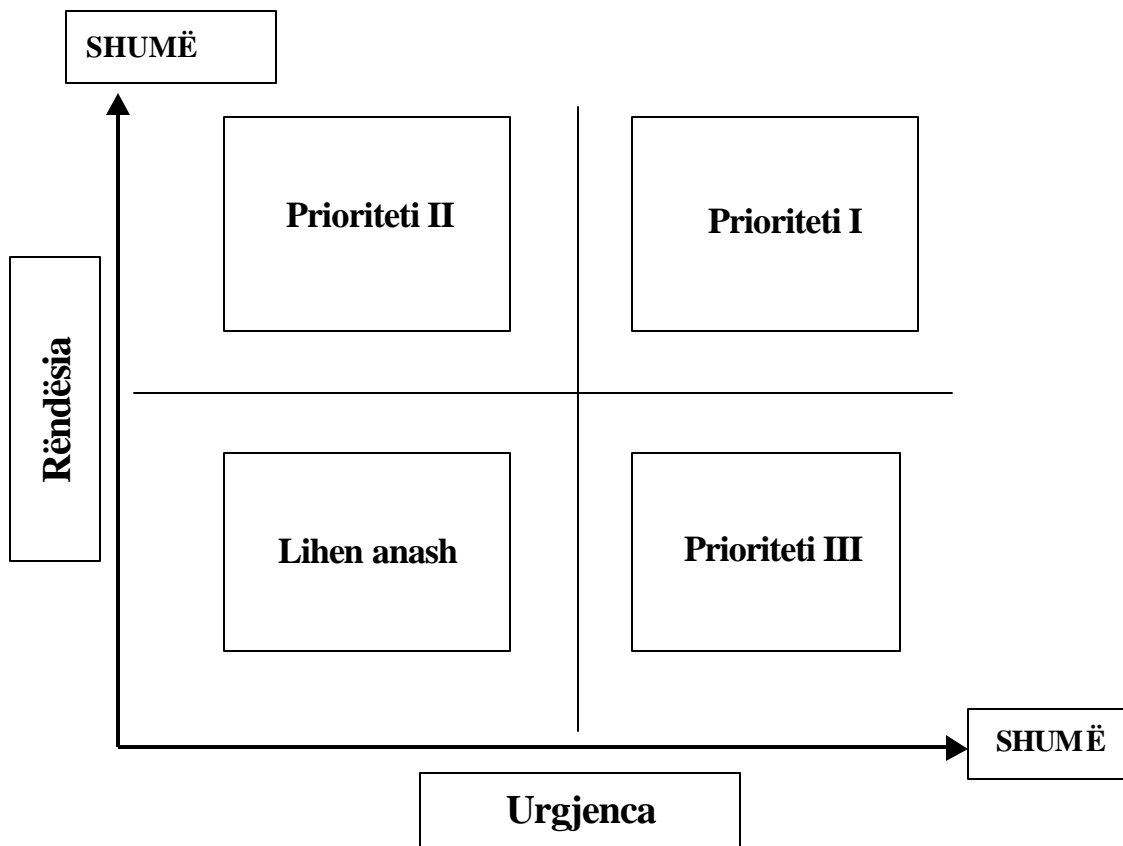 SHUMË
Prioriteti II
Prioriteti I
Rëndësia
Lihen anash
Prioriteti III
SHUMË
Urgjenca